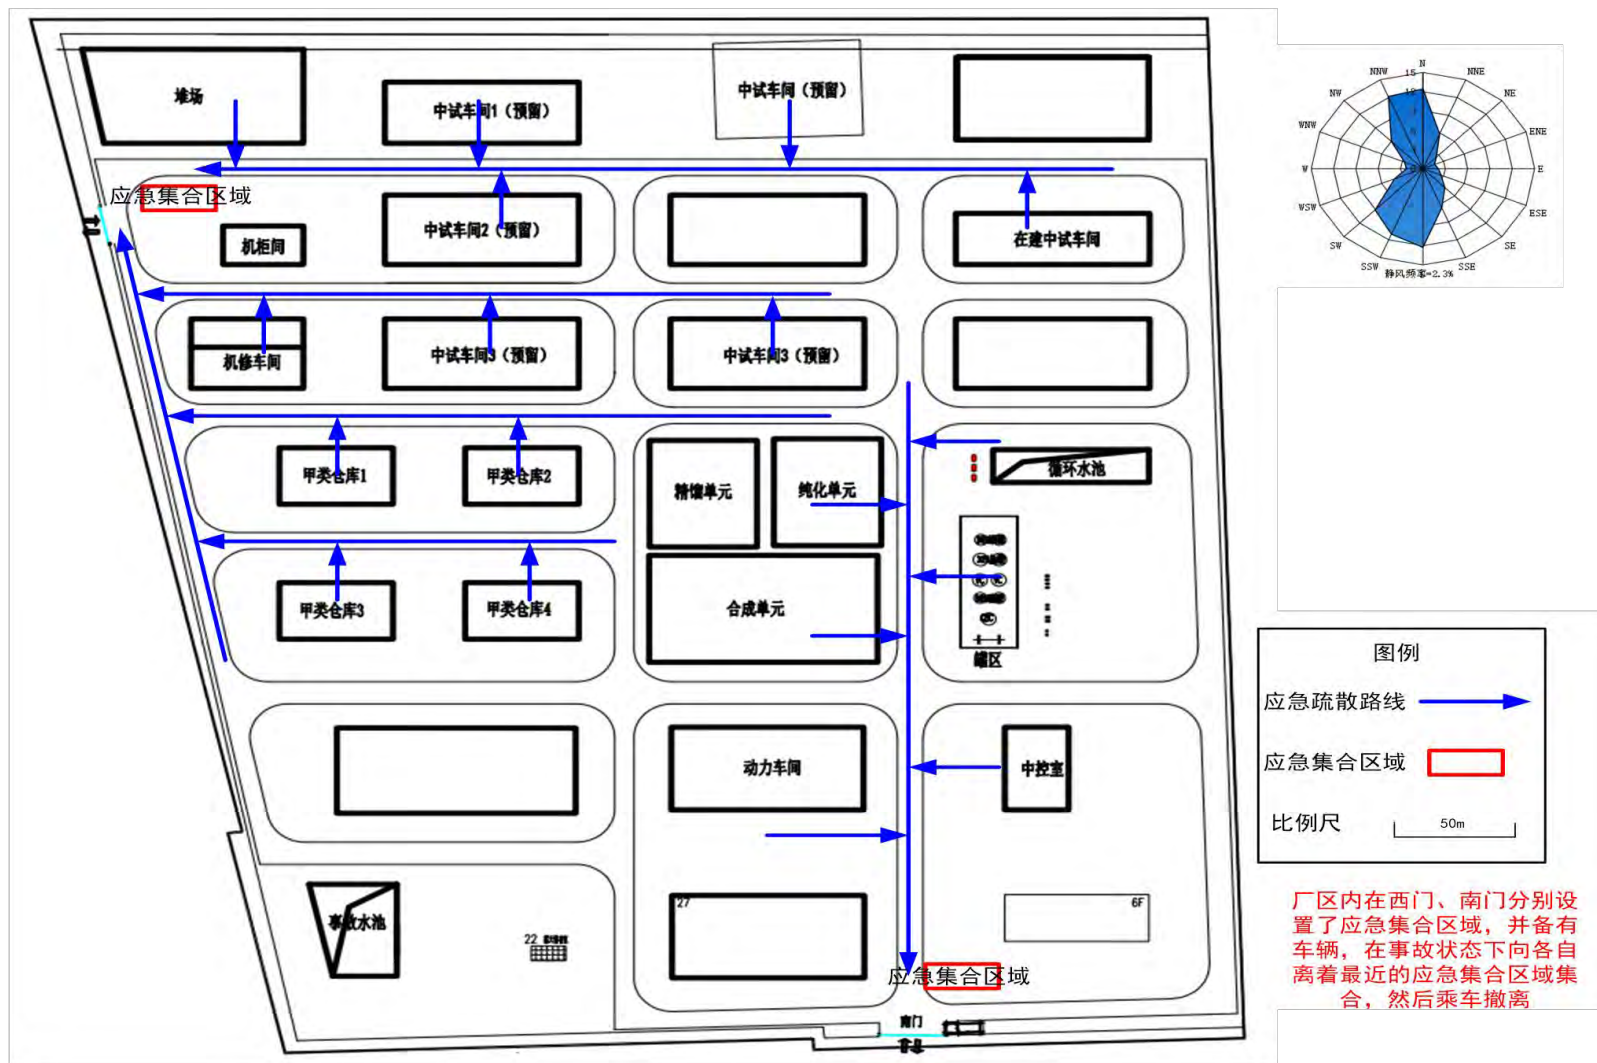 堆场
中试车间1（预留）
中试车间（预留）
应急集合区域
机柜间
中试车间2（预留）
在建中试车间
机修车间
中试车间3（预留）
中试车间3（预留）
甲类仓库1
甲类仓库2
精馏单元
纯化单元
循环水池
甲类仓库3
甲类仓库4
合成单元
罐区
动力车间
中控室
事故水池
22
27
6F
应急集合区域
南门
N
NNE
NE
ENE
E
ESE
SE
SSE
SSW
SW
WSW
W
WNW
NW
NNW
15
静风频率=2.3%
图例
应急疏散路线
应急集合区域
比例尺
50m
厂区内在西门、南门分别设
置了应急集合区域，并备有
车辆，在事故状态下向各自
离着最近的应急集合区域集
合，然后乘车撤离